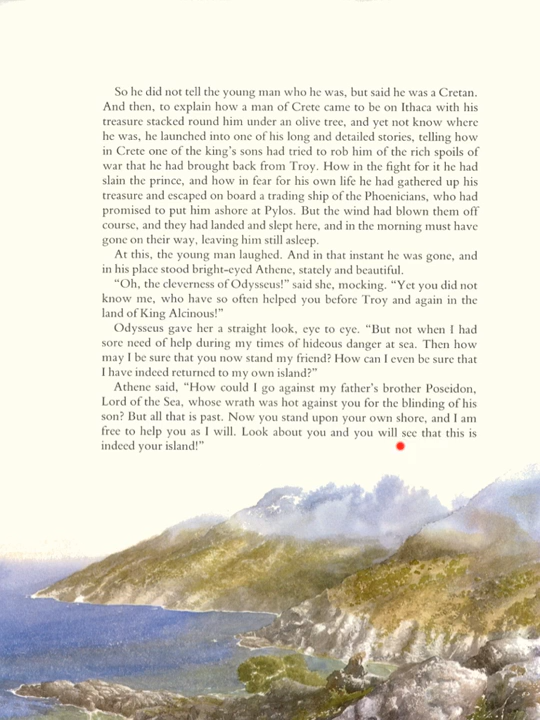 So he did not tell the young man who he was, but said he was a Cretan.
And then, to explain how a man of Crete came to be on Ithaca with his
treasure stacked round him under an olive tree, and yet not know where
he was, he launched into one of his long and detailed stories, telling how
in Crete one of the king's sons had tried to rob him of the rich spoils of
war that he had brought back from Troy. How in the fight for it he had
slain the prince, and how in fear for his own life he had gathered up his
treasure and escaped on board a trading ship of the Phoenicians, who had
promised to put him ashore at Pylos. But the wind had blown them off
course, and they had landed and slept here, and in the morning must have
gone on their way, leaving him still asleep.
At this, the young man laughed. And in that instant he was gone, and
in his place stood bright-eyed Athene, stately and beautiful.
“Oh, the cleverness of Odysseus!” said she, mocking. “Yet you did not
know me, who have so often helped you before Troy and again in the
land of King Alcinous!”
Odysseus gave her a straight look, eye to eye. “But not when I had
sore need of help during my times of hideous danger at sea. Then how
may I be sure that you now stand my friend? How can I even be sure that
I have indeed returned to my own island?”
Athene said, “How could I go against my father's brother Poseidon,
Lord of the Sea, whose wrath was hot against you for the blinding of his
son? But all that is past. Now you stand upon your own shore, and I am
free to help you as I will. Look about you and you will see that this is
indeed your island!”